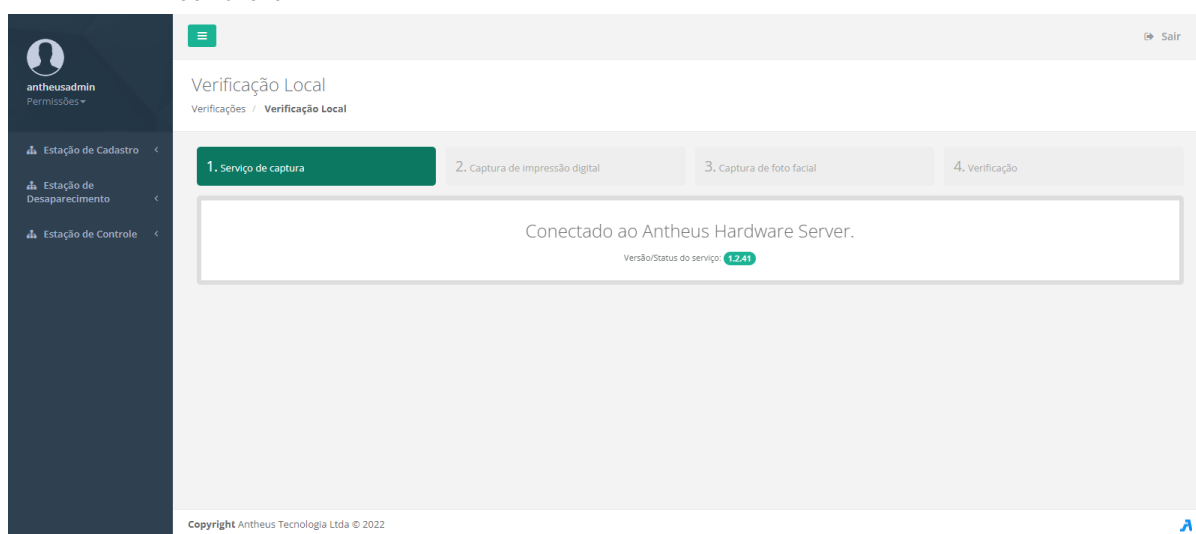 Sair
antheusadmin
Permissões
Verificação Local
Verificações / Verificação Local
Estação de Cadastro
Estação de
Desaparecimento
Estação de Controle
1. Serviço de captura
2. Captura de impressão digital
3. Captura de foto facial
4. Verificação
Conectado ao Antheus Hardware Server.
Versão/Status do serviço: 1.2.41
Copyright Antheus Tecnologia Ltda © 2022